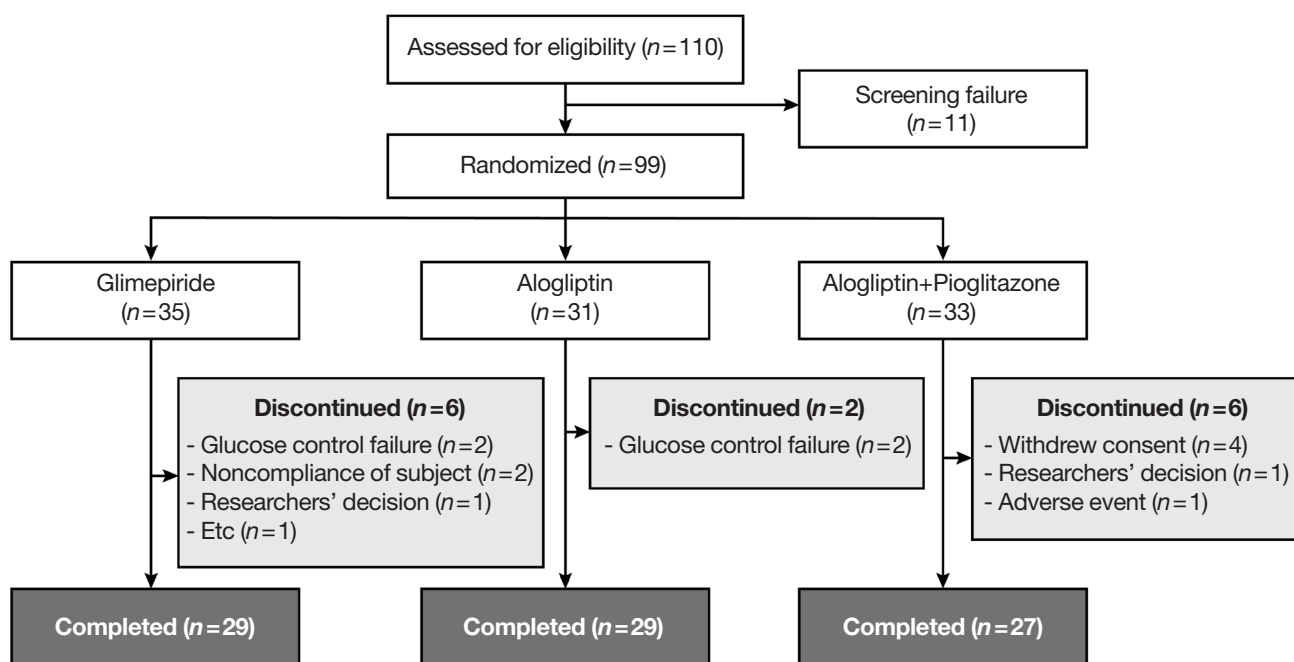 Assessed for eligibility (n=110)
Screening failure
(n=11)
Randomized (n=99)
Glimepiride
(n=35)
Alogliptin
(n=31)
Alogliptin+Pioglitazone
(n=33)
Discontinued (n=6)
- Glucose control failure (n=2)
- Noncompliance of subject (n=2)
- Researchers’ decision (n=1)
- Etc (n=1)
Discontinued (n=2)
- Glucose control failure (n=2)
Discontinued (n=6)
- Withdrew consent (n=4)
- Researchers’ decision (n=1)
- Adverse event (n=1)
Completed (n=29)
Completed (n=29)
Completed (n=27)